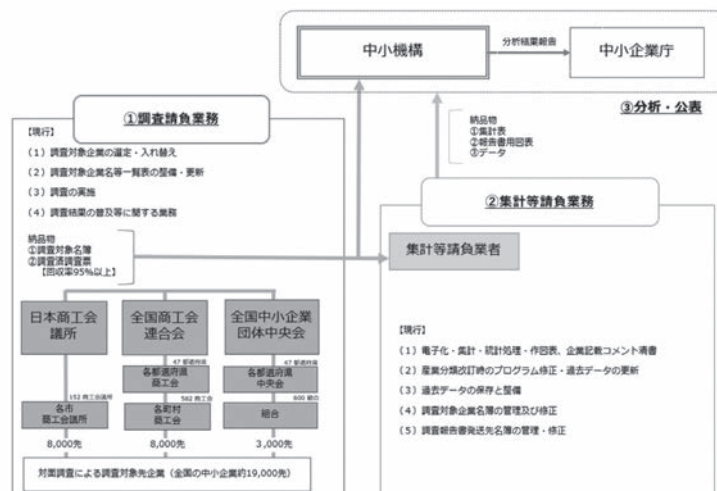 中小機構
分析結果報告
中小企業庁
③分析・公表
①調査請負業務
【現行】
（1）調査対象企業の選定・入れ替え
（2）調査対象企業名等一覧表の整備・更新
（3）調査の実施
（4）調査結果の普及等に関する業務
納品物
①調査対象名簿
②調査済調査票
【回収率95%以上】
納品物
①集計表
②報告書用図表
③データ
②集計等請負業務
集計等請負業者
日本商工会
議所
全国商工会
連合会
全国中小企業
団体中央会
47 都道府県
47 都道府県
各都道府県
商工会
各都道府県
中央会
152 商工会議所
582 商工会
600 組合
各市
商工会議所
各町村
商工会
組合
8,000先
8,000先
3,000先
対面調査による調査対象先企業（全国の中小企業約19,000先）
【現行】
（1）電子化・集計・統計処理・作図表、企業記載コメント清書
（2）産業分類改訂時のプログラム修正・過去データの更新
（3）過去データの保存と整備
（4）調査対象企業名簿の管理及び修正
（5）調査報告書発送先名簿の管理・修正